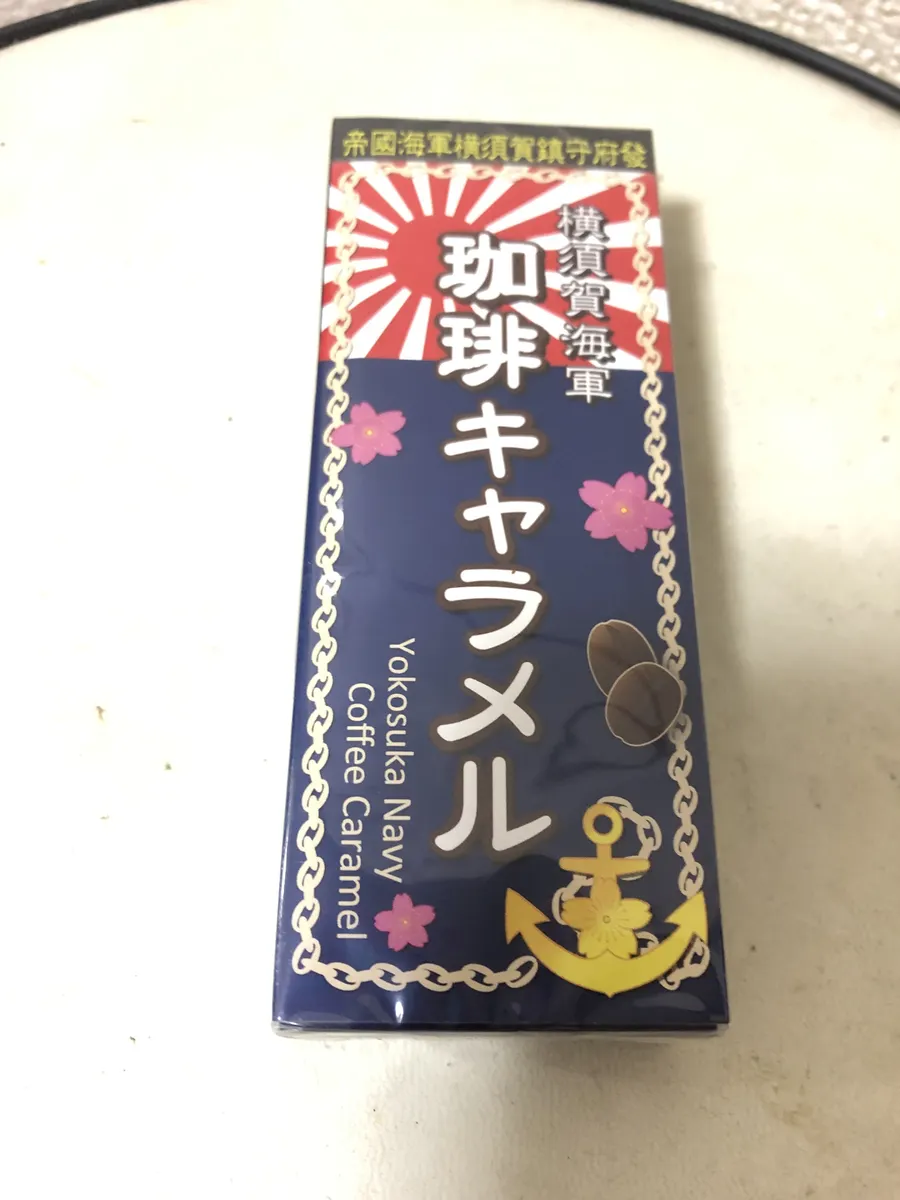 帝國海軍横須賀鎮守府發
横須賀海軍
珈琲キャラメル
Yokosuka Navy
Coffee Caramel